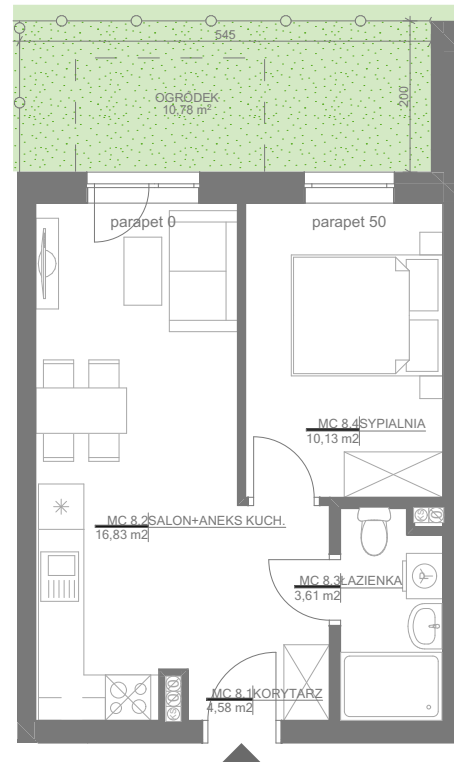 545
200
OGRÓDEK
10,78 m²
parapet 0
parapet 50
MC 8.4 SYPIALNIA
10,13 m2
MC 8.2 SALON+ANEKS KUCH.
16,83 m2
MC 8.3 ŁAZIENKA
3,61 m2
MC 8.1 KORYTARZ
4,58 m2